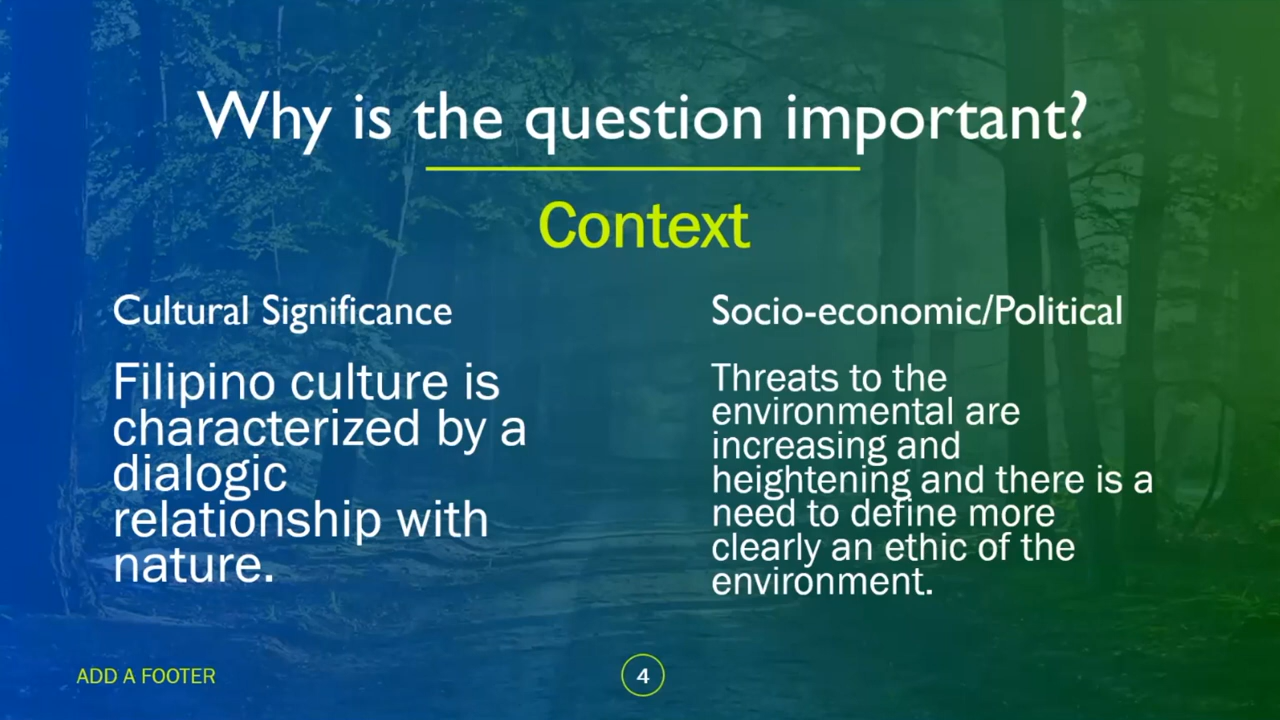 Why is the question important?
Context
Cultural Significance
Filipino culture is
characterized by a
dialogic
relationship with
nature.
Socio-economic/Political
Threats to the
environmental are
increasing and
heightening and there is a
need to define more
clearly an ethic of the
environment.
ADD A FOOTER
4